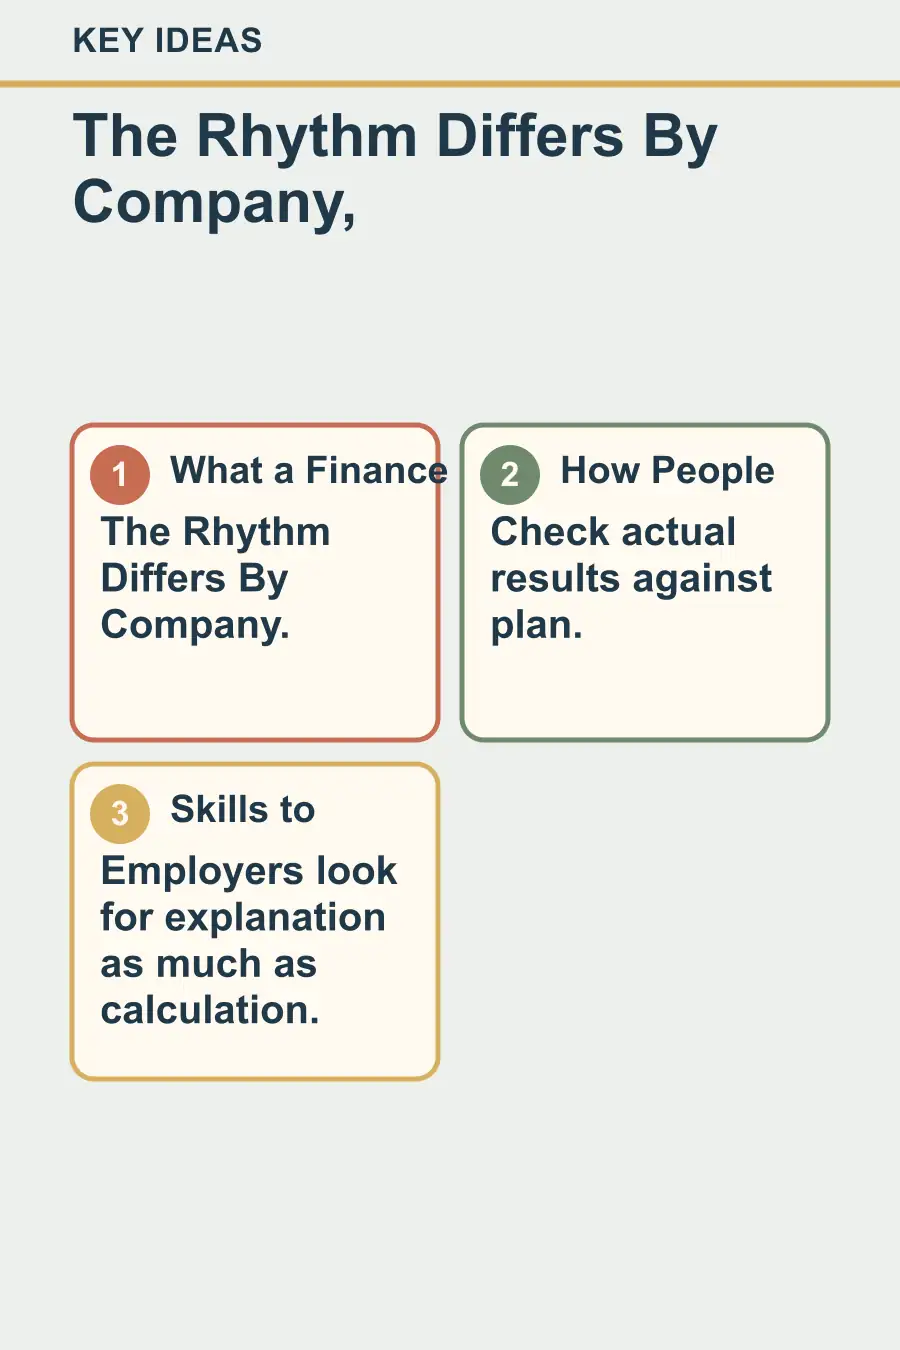 KEY IDEAS
The Rhythm Differs By
Company,
1 What a Finance
The Rhythm
Differs By
Company.
2 How People
Check actual
results against
plan.
3 Skills to
Employers look
for explanation
as much as
calculation.